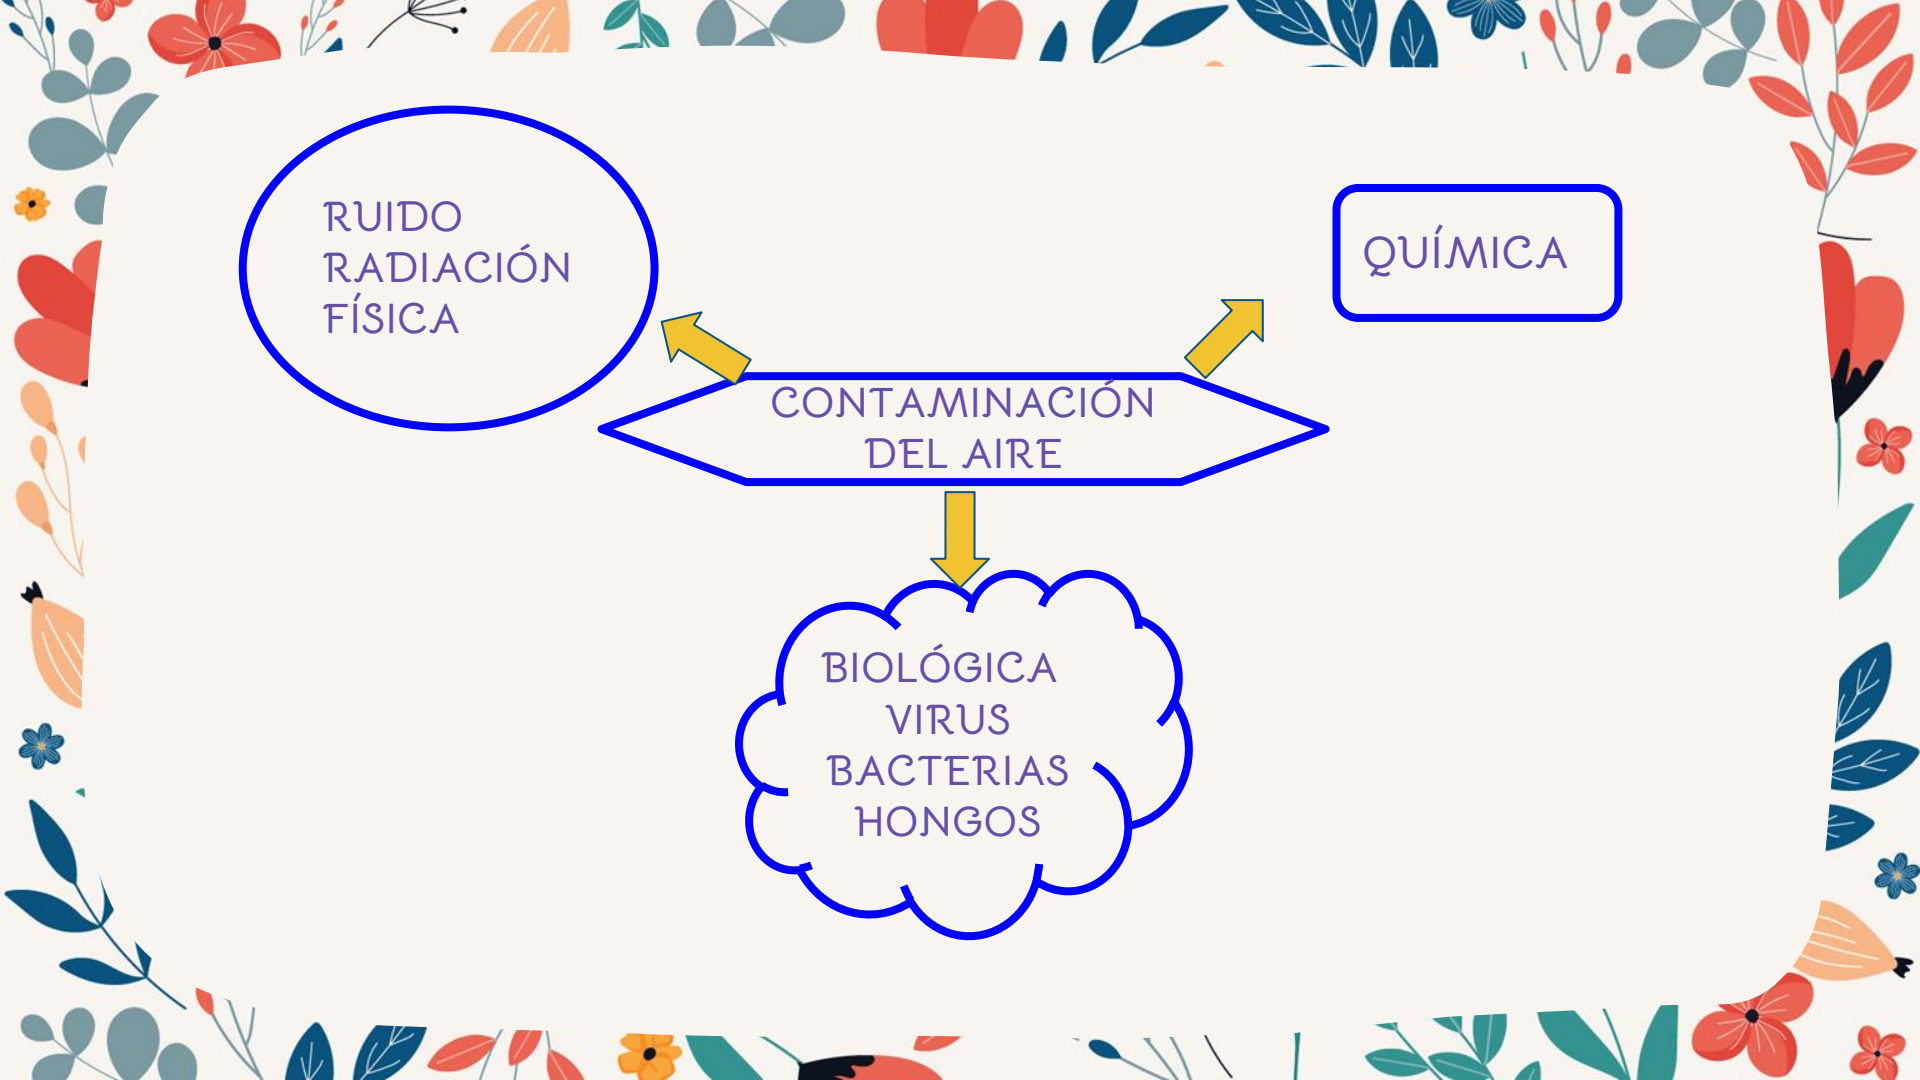 RUIDO
RADIACIÓN
FÍSICA
QUÍMICA
CONTAMINACIÓN
DEL AIRE
BIOLÓGICA
VIRUS
BACTERIAS
HONGOS